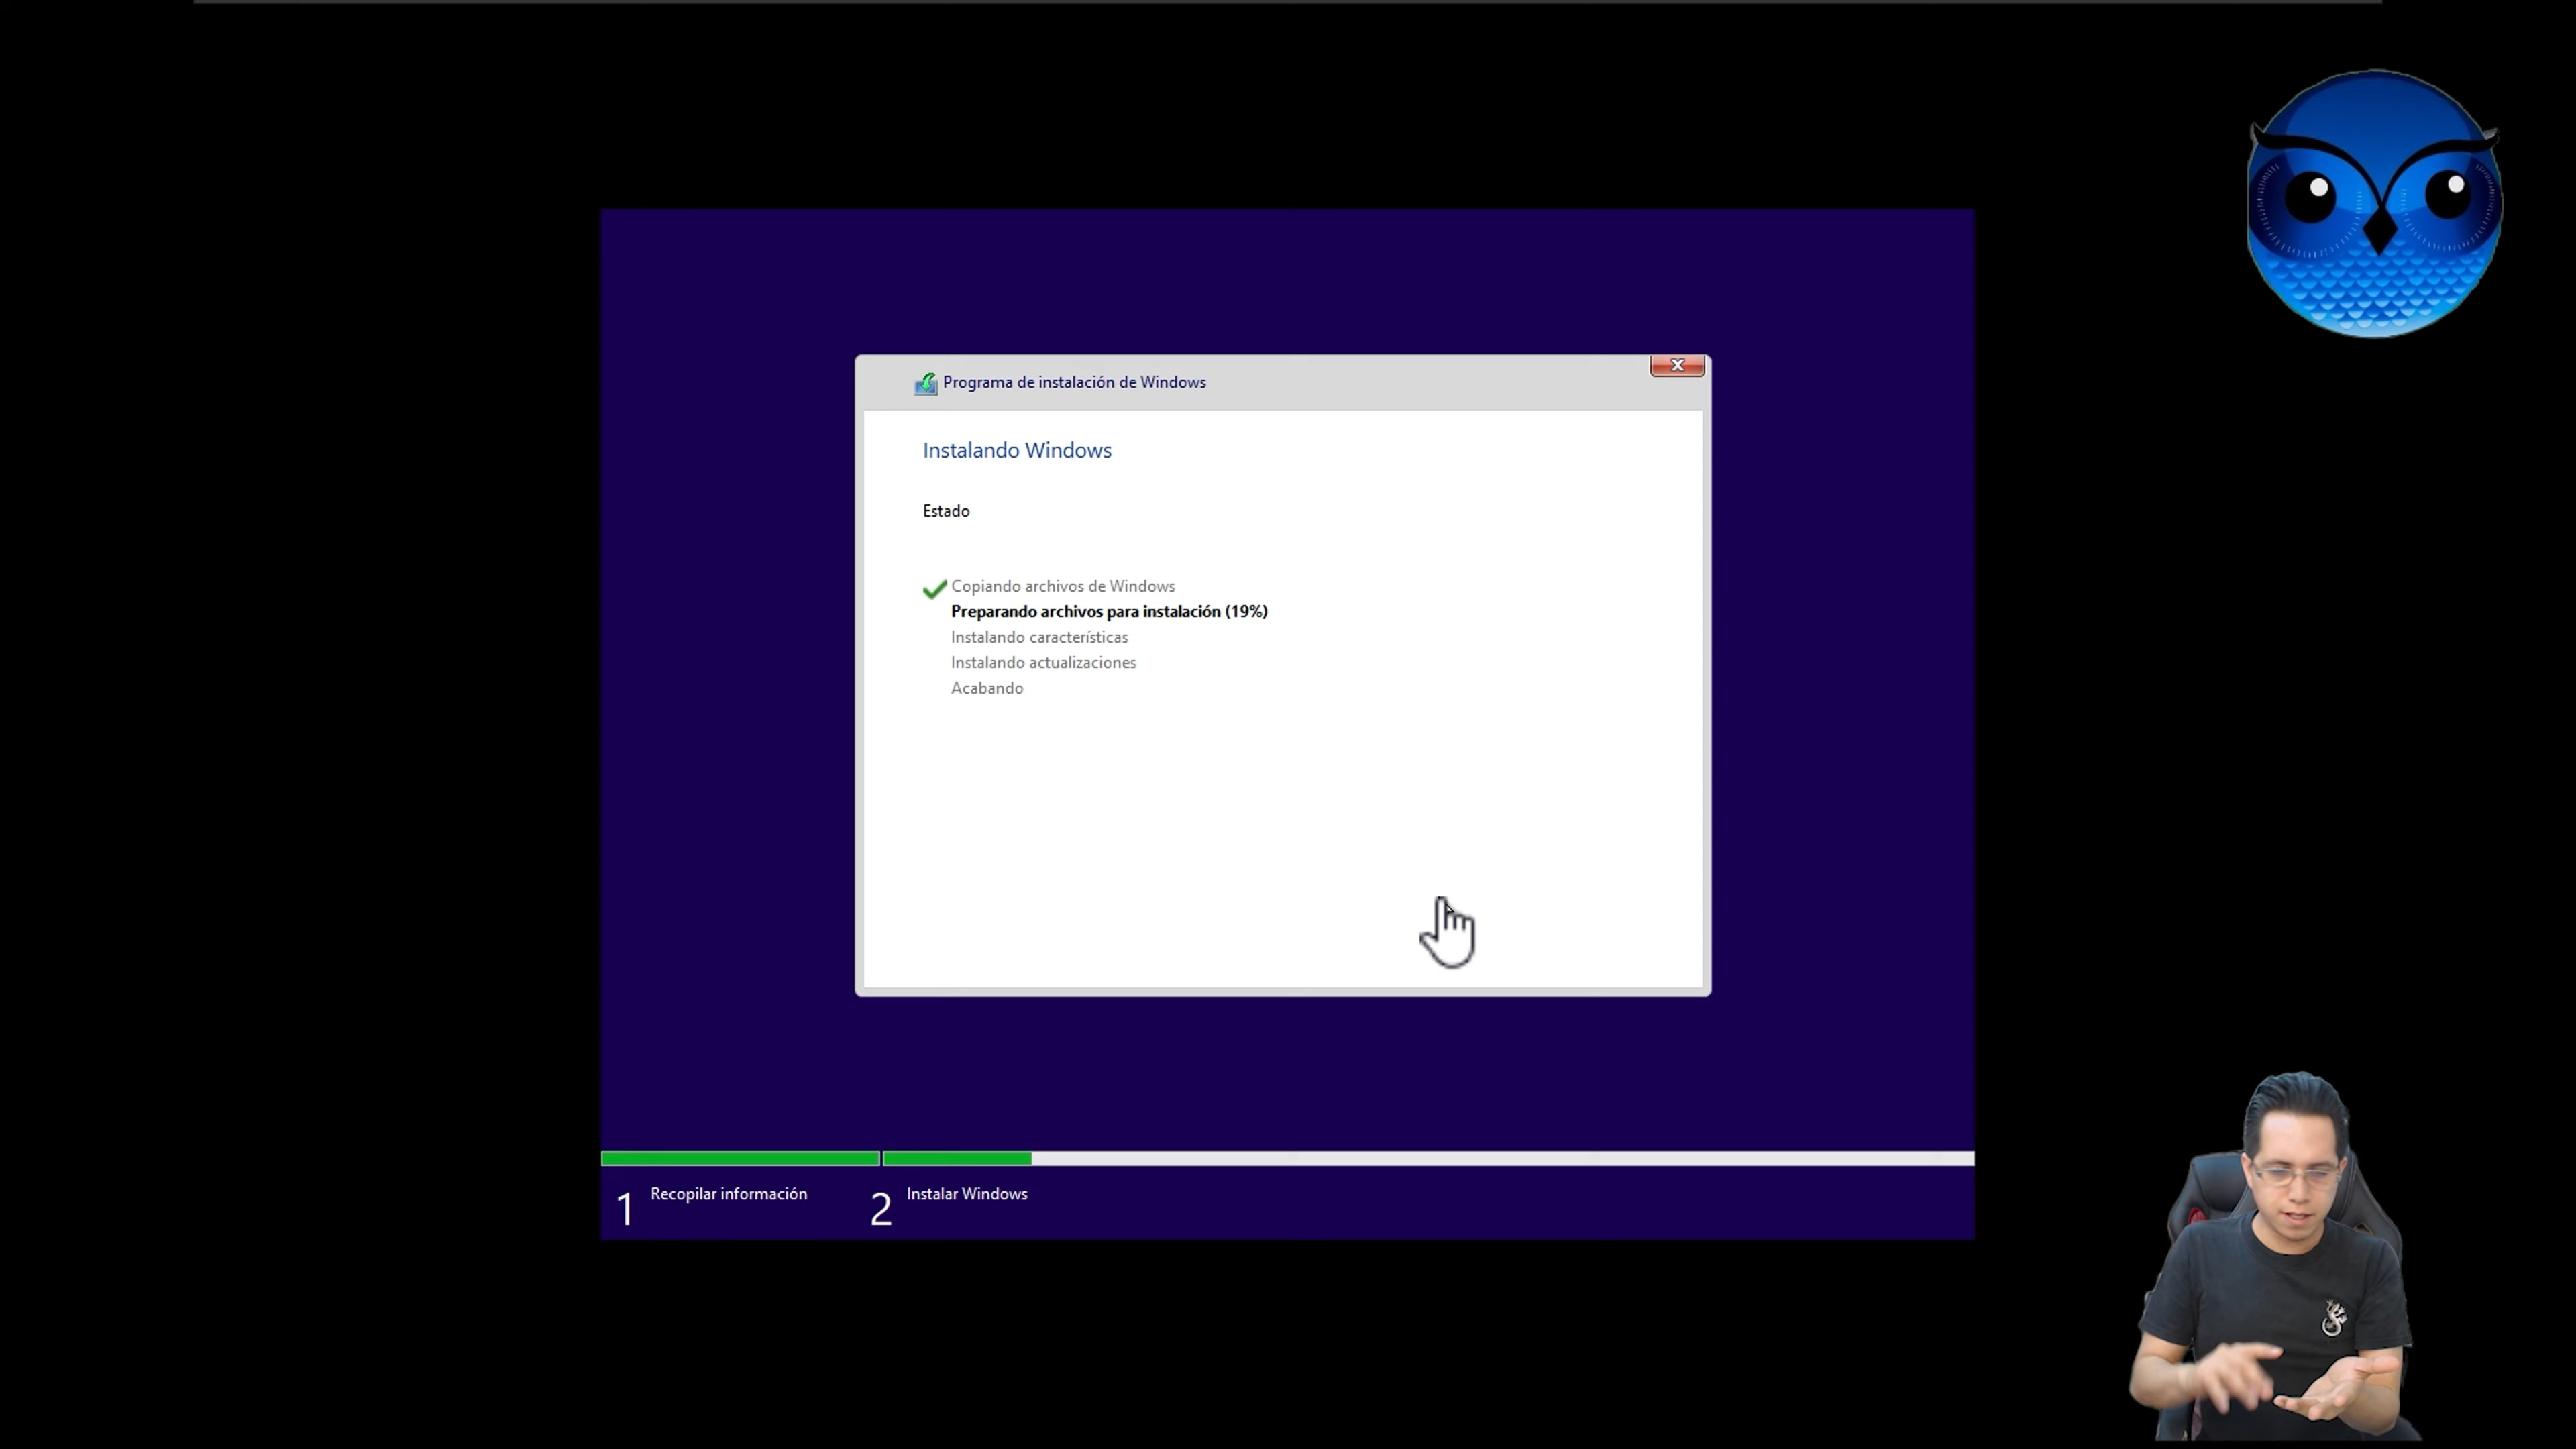 Programa de instalación de Windows
Instalando Windows
Estado
Copiando archivos de Windows
Preparando archivos para instalación (19%)
Instalando características
Instalando actualizaciones
Acabando
1 Recopilar información
2 Instalar Windows